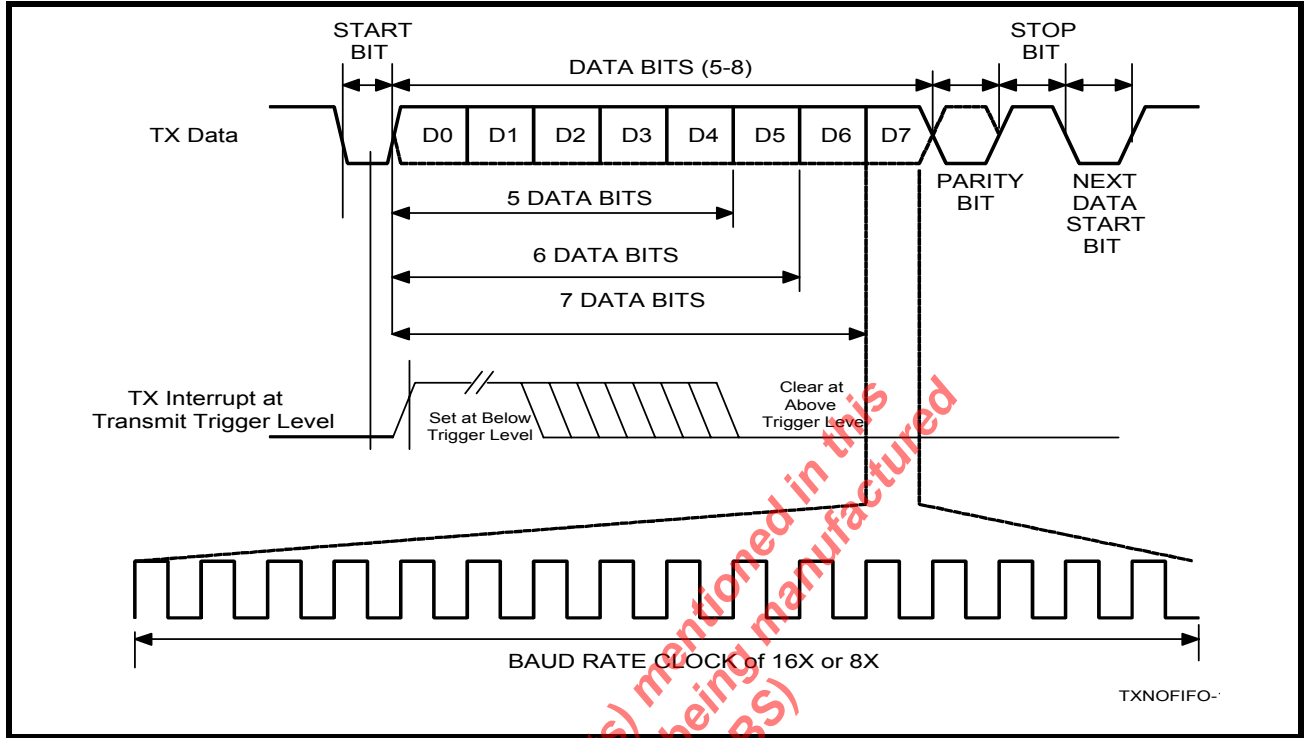 START
BIT
DATA BITS (5-8)
STOP
BIT
TX Data
D0 D1 D2 D3 D4 D5 D6 D7
PARITY
BIT
NEXT
DATA
START
BIT
5 DATA BITS
6 DATA BITS
7 DATA BITS
TX Interrupt at
Transmit Trigger Level
Set at Below
Trigger Level
Clear at
Above
Trigger Level
BAUD RATE CLOCK of 16X or 8X
TXNOFIFO-
mentioned in this
being manufactured